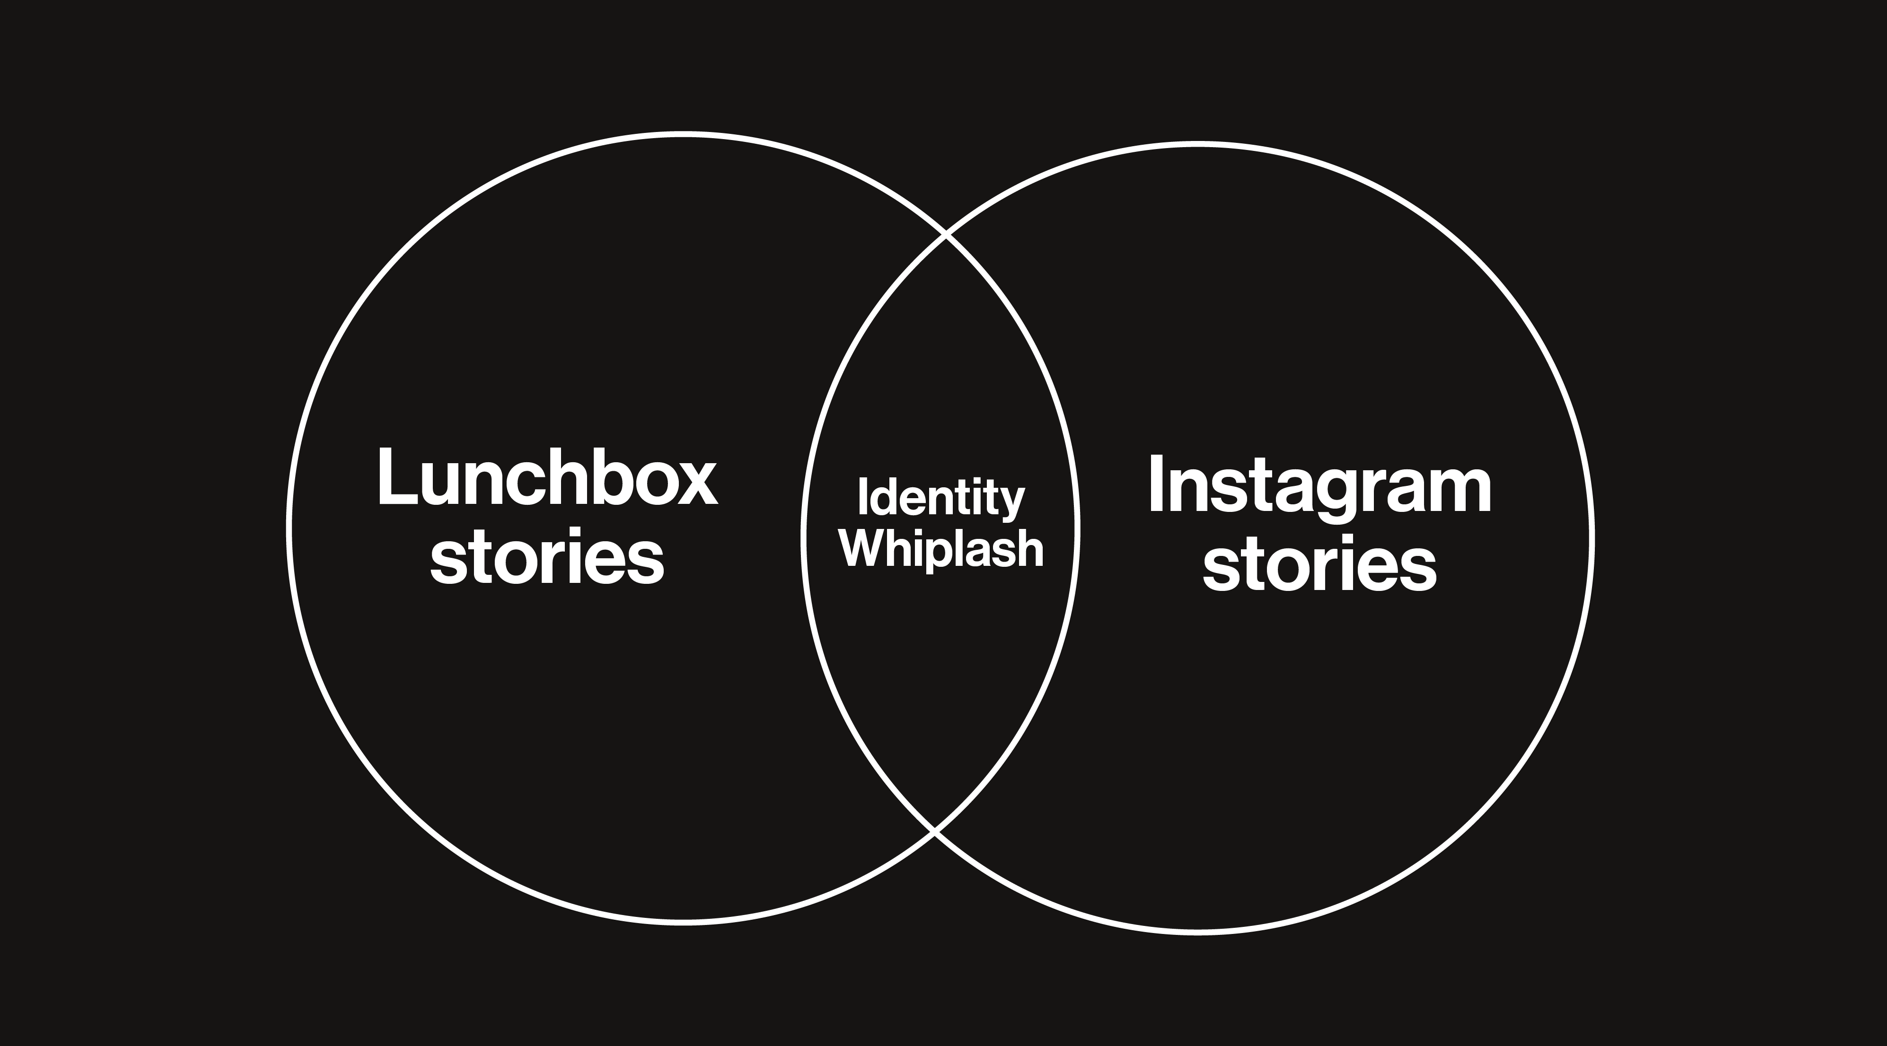 Lunchbox
stories
Identity
Whiplash
Instagram
stories